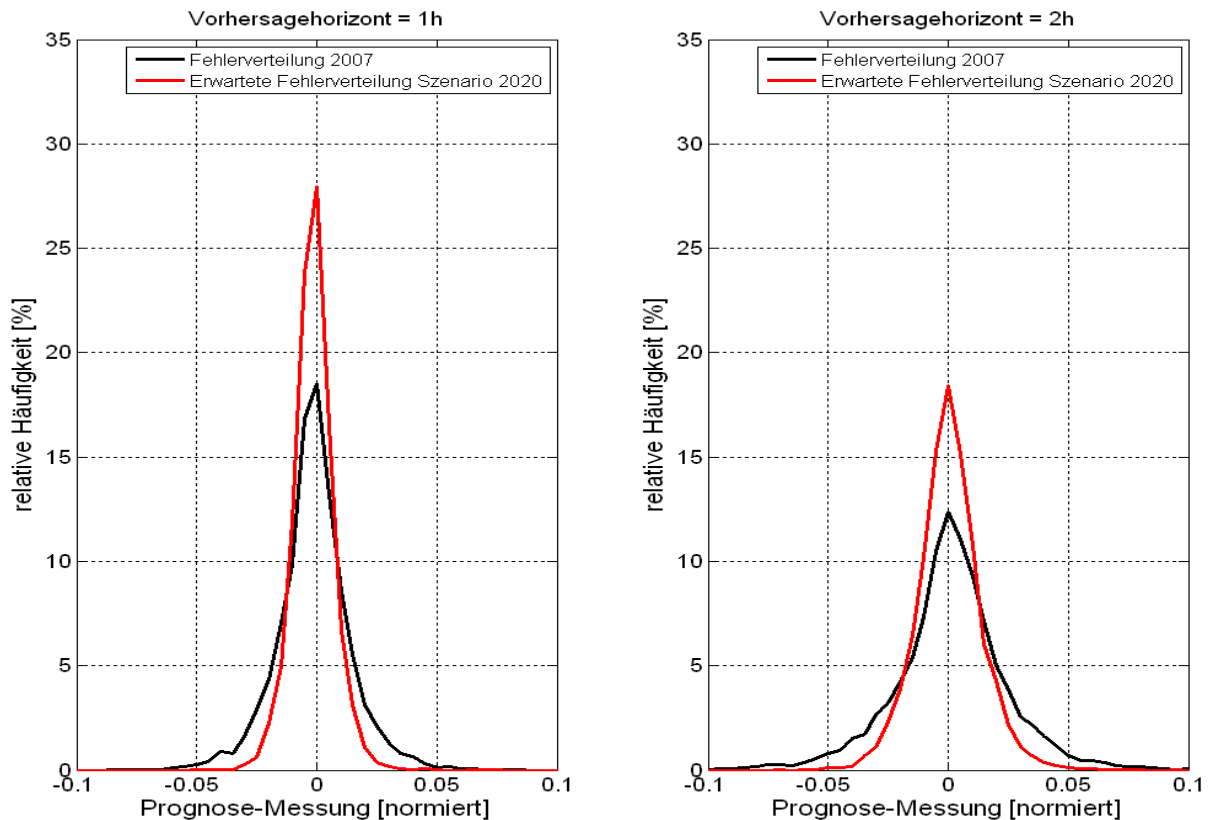 Vorhersagehorizont = 1h
35
30
25
20
15
10
5
0
-0.1
-0.05
0
0.05
0.1
relative Häufigkeit [%]
Prognose-Messung [normiert]
Fehlerverteilung 2007
Erwartete Fehlerverteilung Szenario 2020
Vorhersagehorizont = 2h
35
30
25
20
15
10
5
0
-0.1
-0.05
0
0.05
0.1
relative Häufigkeit [%]
Prognose-Messung [normiert]
Fehlerverteilung 2007
Erwartete Fehlerverteilung Szenario 2020